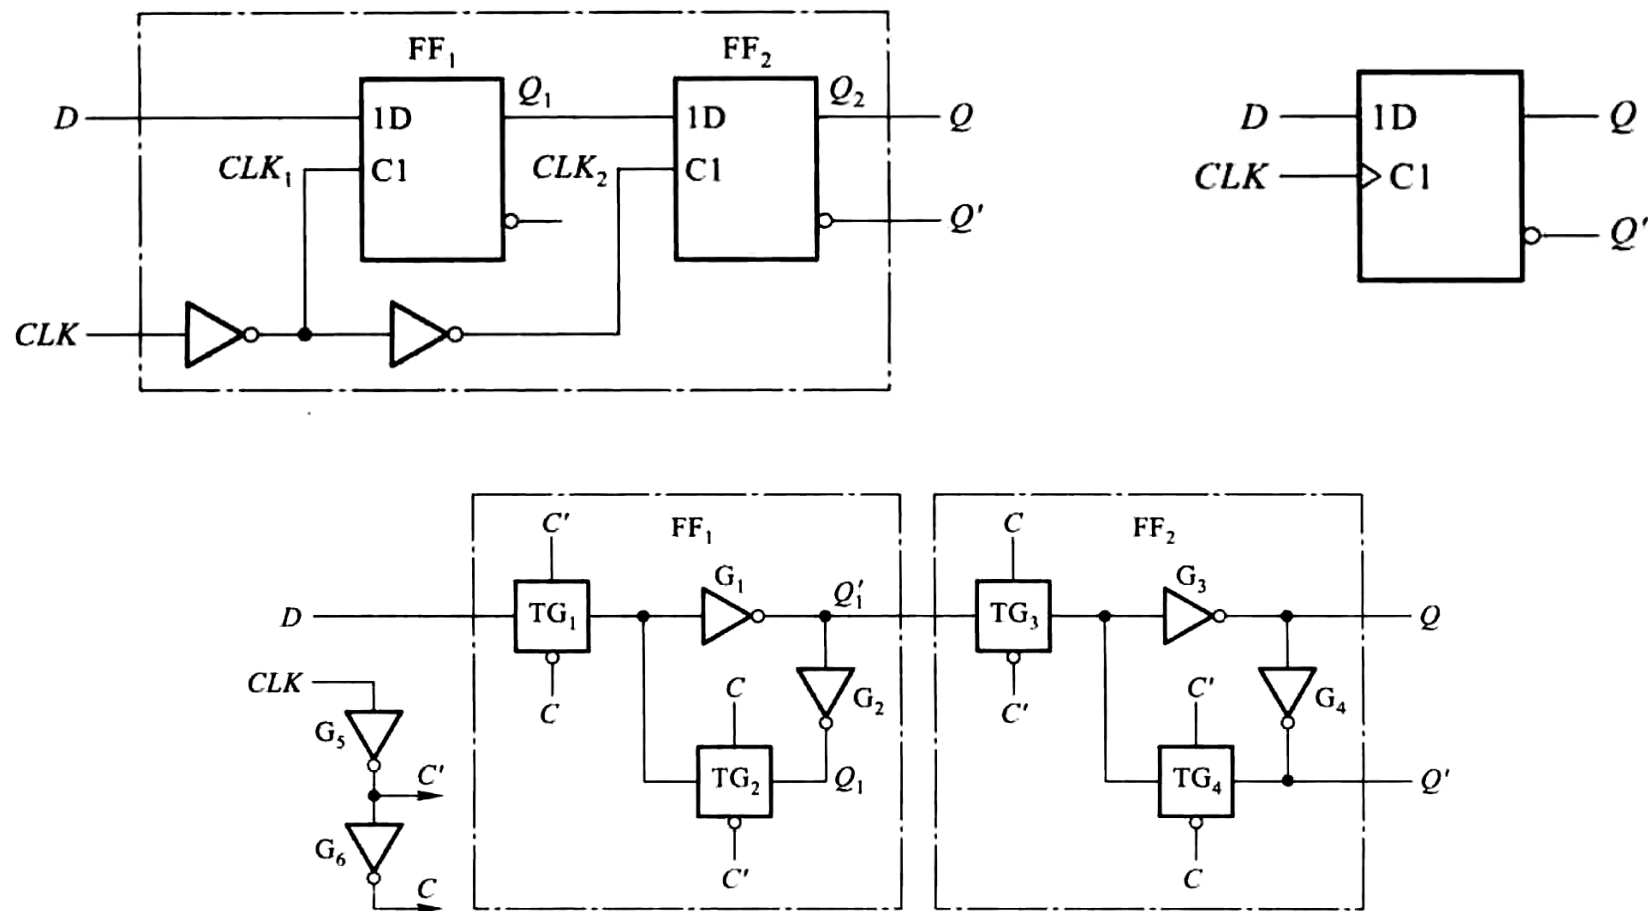 FF₁ FF₂
D 1D Q₁ 1D Q₂ Q
CLK₁ C1 CLK₂ C1
Q'
CLK
D 1D Q
CLK C1
Q'
C' FF₁ C FF₂
G₁ Q₁' G₃
D TG₁ TG₃ Q
CLK C C G₂ C' C' G₄
G₅
C' TG₂ Q₁ TG₄ Q'
G₆
C C' C